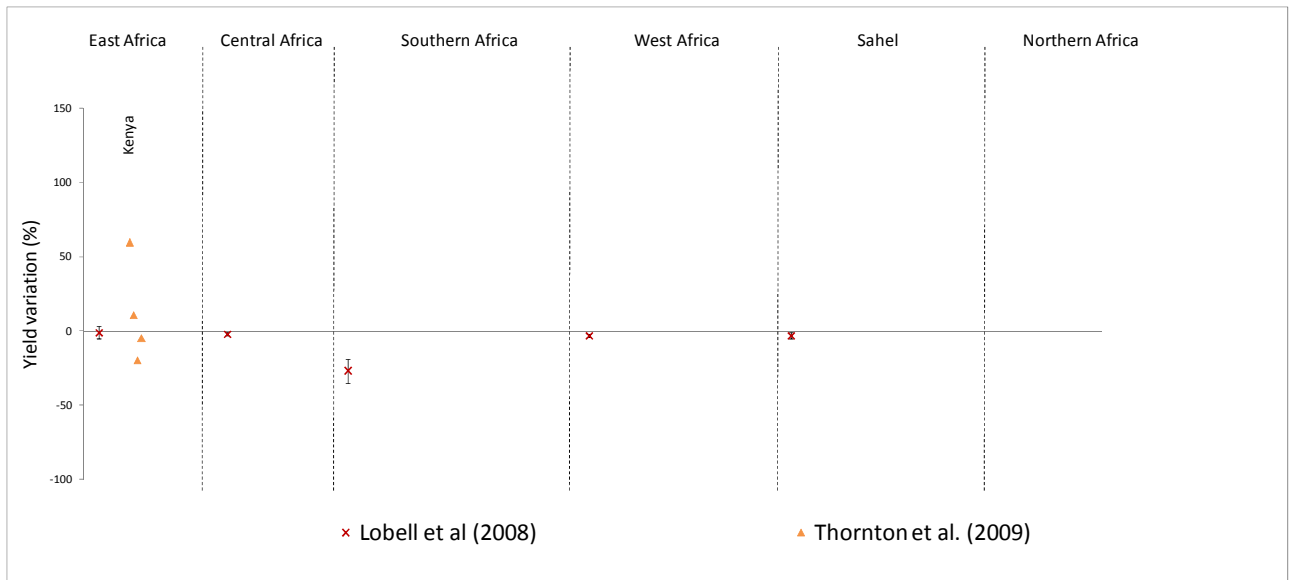 East Africa Central Africa Southern Africa West Africa Sahel Northern Africa
150
Kenya
100
50
0
-50
-100
Yield variation (%)
Lobell et al (2008) Thornton et al. (2009)